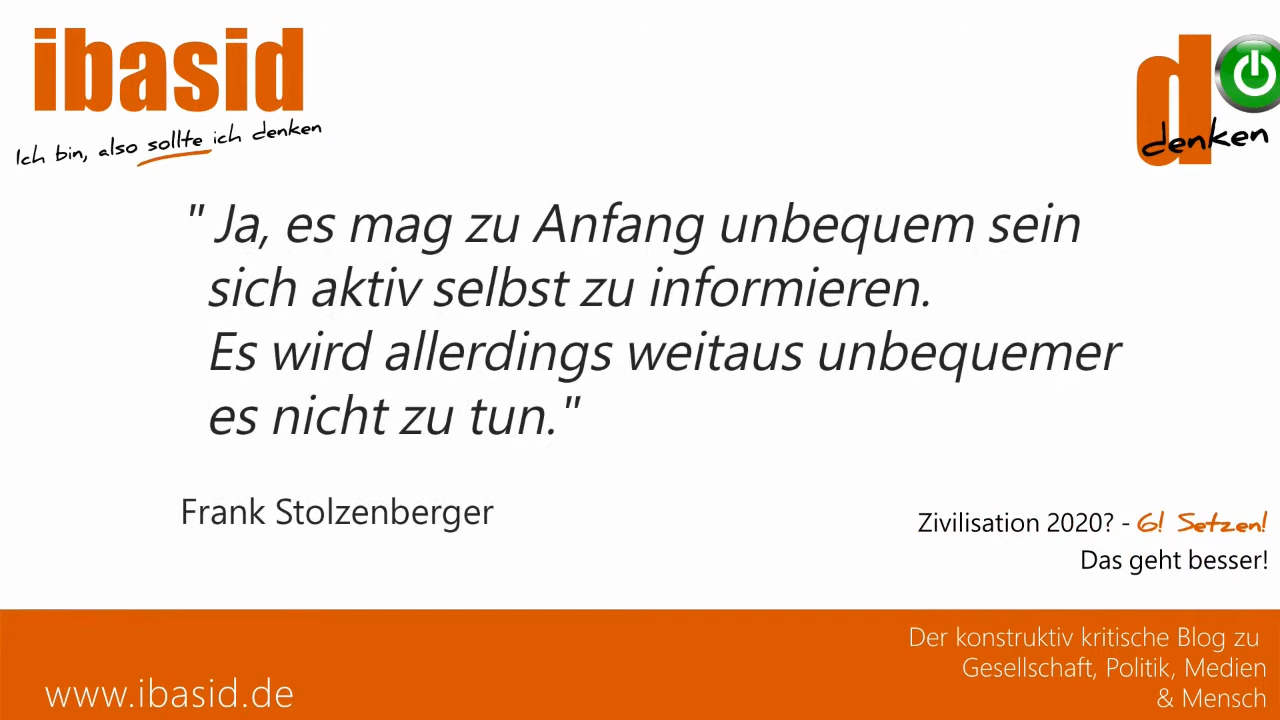 ibasid
Ich bin, also sollte ich denken
d
denken
" Ja, es mag zu Anfang unbequem sein
sich aktiv selbst zu informieren.
Es wird allerdings weitaus unbequemer
es nicht zu tun."
Frank Stolzenberger
Zivilisation 2020? - 6! Setzen!
Das geht besser!
Der konstruktiv kritische Blog zu
Gesellschaft, Politik, Medien
& Mensch
www.ibasid.de